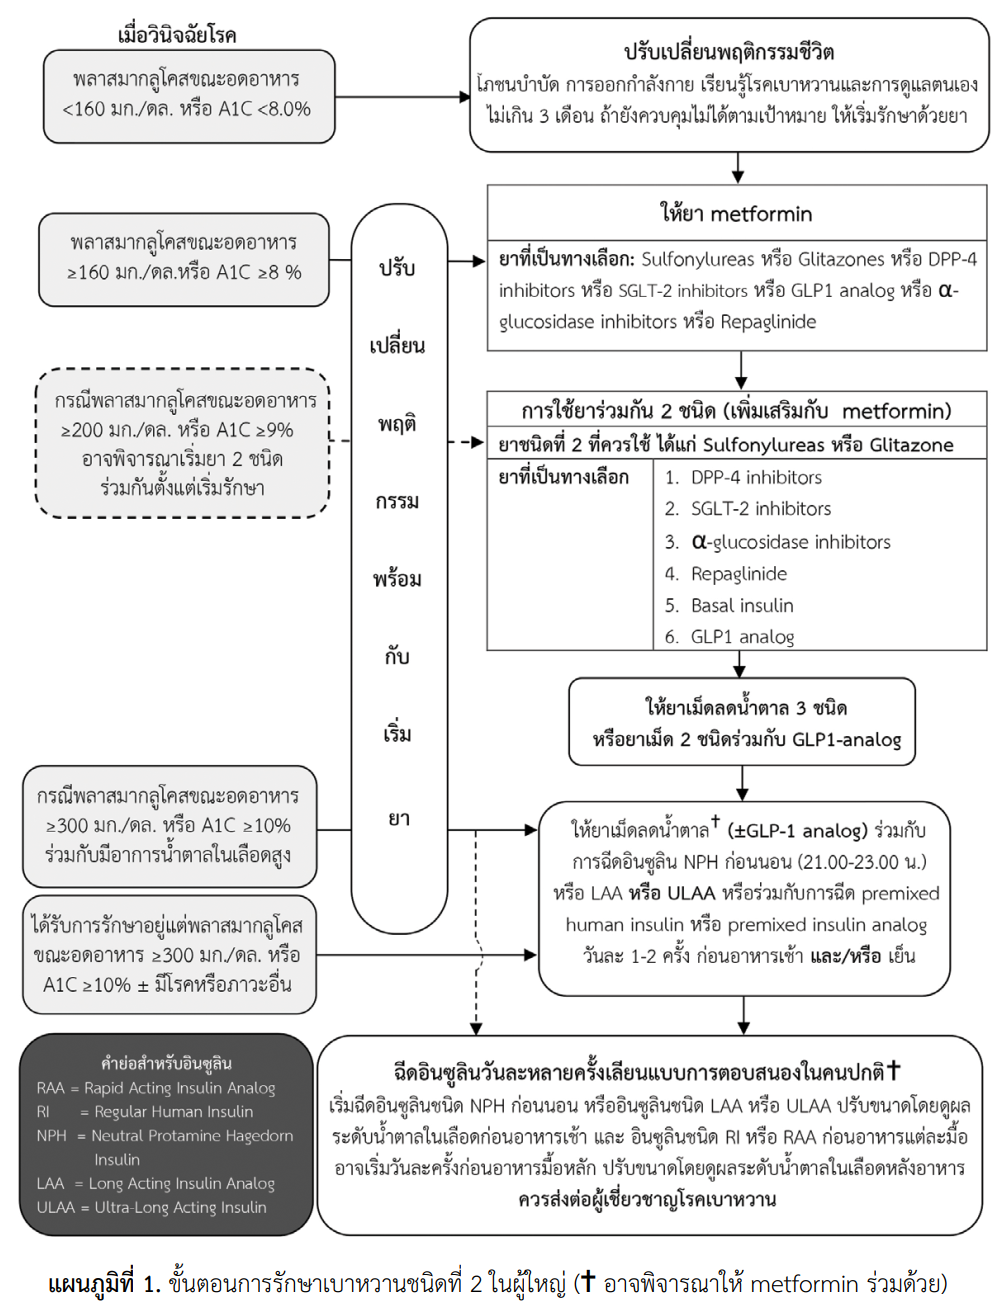 เมื่อวินิจฉัยโรค
พลาสมากลูโคสขณะอดอาหาร
<160 มก./ดล. หรือ A1C <8.0%
ปรับเปลี่ยนพฤติกรรมชีวิต
โภชนบำบัด การออกกำลังกาย เรียนรู้โรคเบาหวานและการดูแลตนเอง
ไม่เกิน 3 เดือน ถ้ายังควบคุมไม่ได้ตามเป้าหมาย ให้เริ่มรักษาด้วยยา
พลาสมากลูโคสขณะอดอาหาร
≥160 มก./ดล.หรือ A1C ≥8 %
ปรับ
เปลี่ยน
พฤติ
กรรม
พร้อม
กับ
เริ่ม
ยา
ให้ยา metformin
ยาที่เป็นทางเลือก: Sulfonylureas หรือ Glitazones หรือ DPP-4
inhibitors หรือ SGLT-2 inhibitors หรือ GLP1 analog หรือ α-
glucosidase inhibitors หรือ Repaglinide
กรณีพลาสมากลูโคสขณะอดอาหาร
≥200 มก./ดล. หรือ A1C ≥9%
อาจพิจารณาเริ่มยา 2 ชนิด
ร่วมกันตั้งแต่เริ่มรักษา
การใช้ยาร่วมกัน 2 ชนิด (เพิ่มเสริมกับ metformin)
ยาชนิดที่ 2 ที่ควรใช้ ได้แก่ Sulfonylureas หรือ Glitazone
ยาที่เป็นทางเลือก
1. DPP-4 inhibitors
2. SGLT-2 inhibitors
3. α-glucosidase inhibitors
4. Repaglinide
5. Basal insulin
6. GLP1 analog
ให้ยาเม็ดลดน้ำตาล 3 ชนิด
หรือยาเม็ด 2 ชนิดร่วมกับ GLP1-analog
กรณีพลาสมากลูโคสขณะอดอาหาร
≥300 มก./ดล. หรือ A1C ≥10%
ร่วมกับมีอาการน้ำตาลในเลือดสูง
ให้ยาเม็ดลดน้ำตาล† (±GLP-1 analog) ร่วมกับ
การฉีดอินซูลิน NPH ก่อนนอน (21.00-23.00 น.)
หรือ LAA หรือ ULAA หรือร่วมกับการฉีด premixed
human insulin หรือ premixed insulin analog
วันละ 1-2 ครั้ง ก่อนอาหารเช้า และ/หรือ เย็น
ได้รับการรักษาอยู่แต่พลาสมากลูโคส
ขณะอดอาหาร ≥300 มก./ดล. หรือ
A1C ≥10% ± มีโรคหรือภาวะอื่น
คำย่อสำหรับอินซูลิน
RAA = Rapid Acting Insulin Analog
RI = Regular Human Insulin
NPH = Neutral Protamine Hagedorn
Insulin
LAA = Long Acting Insulin Analog
ULAA = Ultra-Long Acting Insulin
ฉีดอินซูลินวันละหลายครั้งเลียนแบบการตอบสนองในคนปกติ†
เริ่มฉีดอินซูลินชนิด NPH ก่อนนอน หรืออินซูลินชนิด LAA หรือ ULAA ปรับขนาดโดยดูผล
ระดับน้ำตาลในเลือดก่อนอาหารเช้า และ อินซูลินชนิด RI หรือ RAA ก่อนอาหารแต่ละมื้อ
อาจเริ่มวันละครั้งก่อนอาหารมื้อหลัก ปรับขนาดโดยดูผลระดับน้ำตาลในเลือดหลังอาหาร
ควรส่งต่อผู้เชี่ยวชาญโรคเบาหวาน
แผนภูมิที่ 1. ขั้นตอนการรักษาเบาหวานชนิดที่ 2 ในผู้ใหญ่ († อาจพิจารณาให้ metformin ร่วมด้วย)